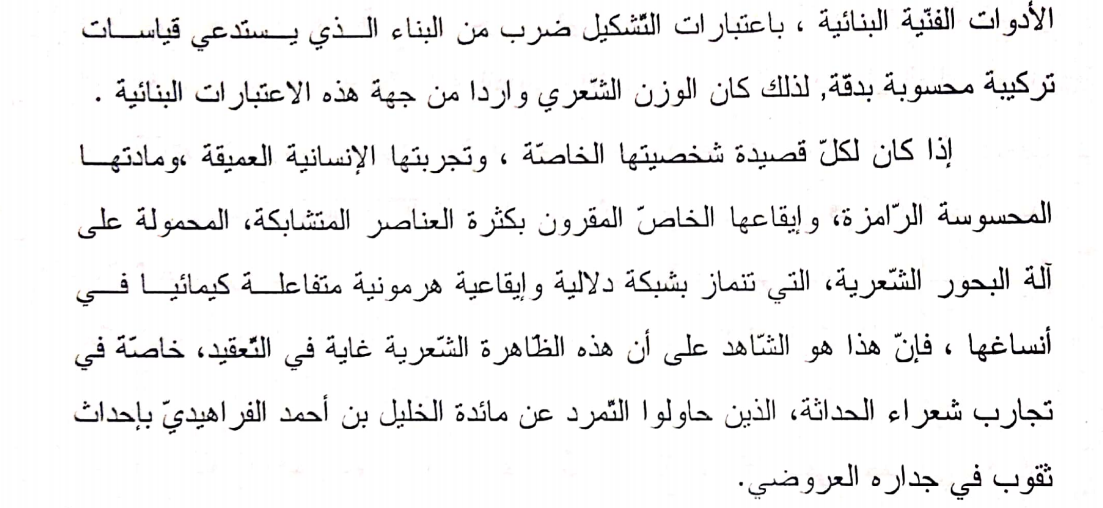 الأدوات الفنّية البنائية ، باعتبارات التّشكيل ضرب من البناء الـذي يـستدعي قياسـات
تركيبة محسوبة بدقة, لذلك كان الوزن الشّعري واردا من جهة هذه الاعتبارات البنائية .
إذا كان لكلّ قصيدة شخصيتها الخاصّة ، وتجربتها الإنسانية العميقة ،ومادتهـا
المحسوسة الرّامزة، وإيقاعها الخاصّ المقرون بكثرة العناصر المتشابكة، المحمولة على
آلة البحور الشّعرية، التي تنماز بشبكة دلالية وإيقاعية هرمونية متفاعلـة كيمائيـا فـي
أنساغها ، فإنّ هذا هو الشّاهد على أن هذه الظّاهرة الشّعرية غاية في التّعقيد، خاصّة في
تجارب شعراء الحداثة، الذين حاولوا التّمرد عن مائدة الخليل بن أحمد الفراهيديّ بإحداث
ثقوب في جداره العروضي.